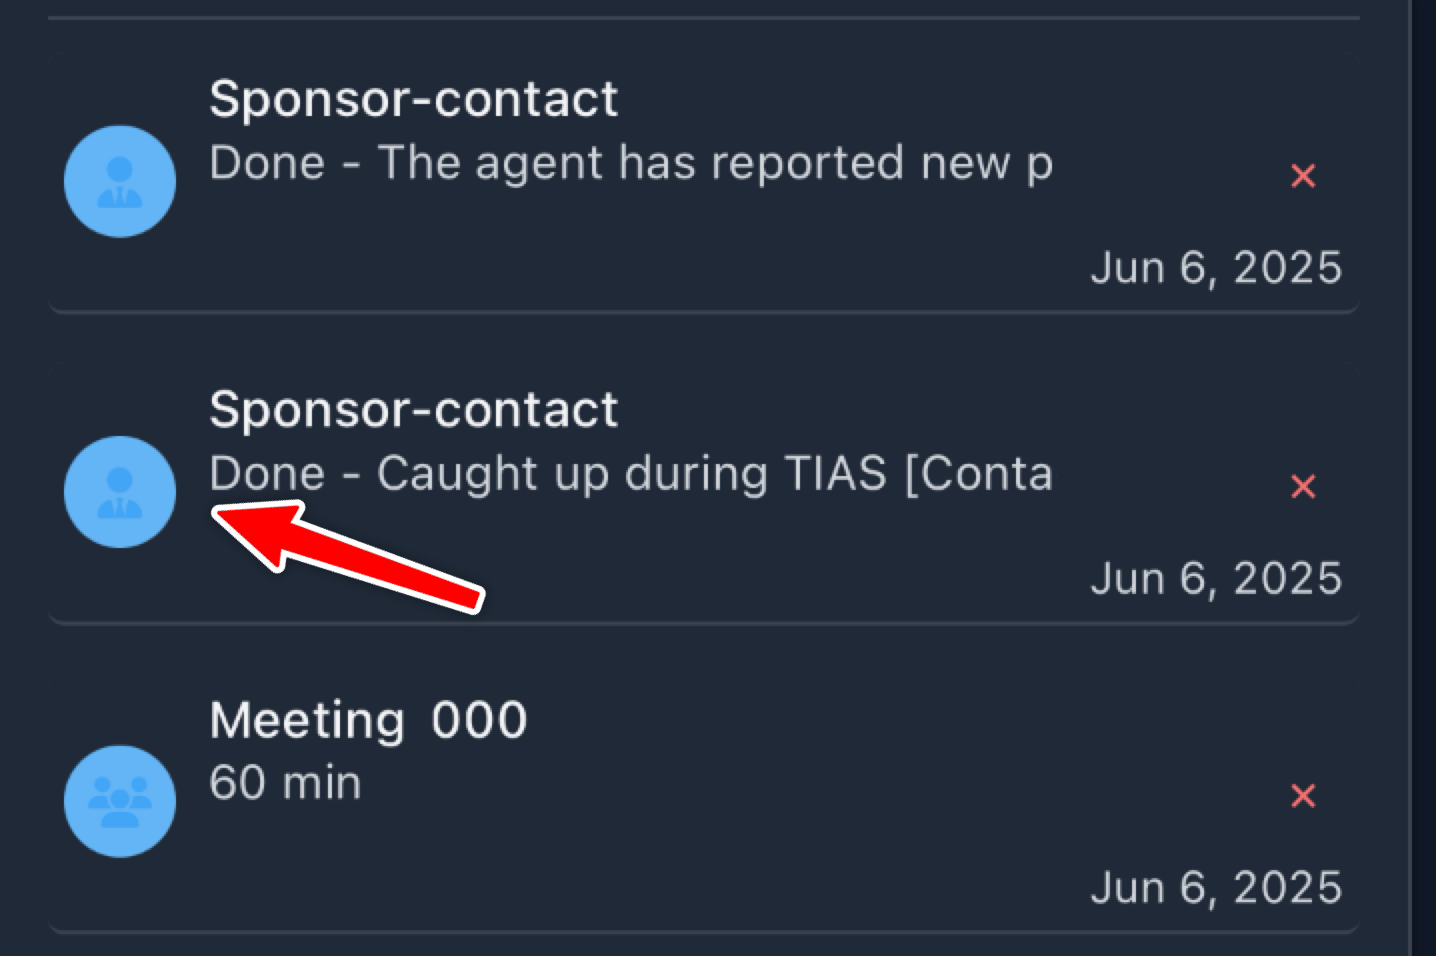 Sponsor-contact
Done - The agent has reported new p
Jun 6, 2025
Sponsor-contact
Done - Caught up during TIAS [Conta
Jun 6, 2025
Meeting 000
60 min
Jun 6, 2025